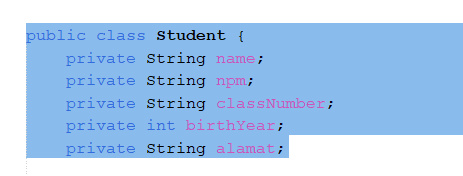 public class Student {
    private String name;
    private String npm;
    private String classNumber;
    private int birthYear;
    private String alamat;